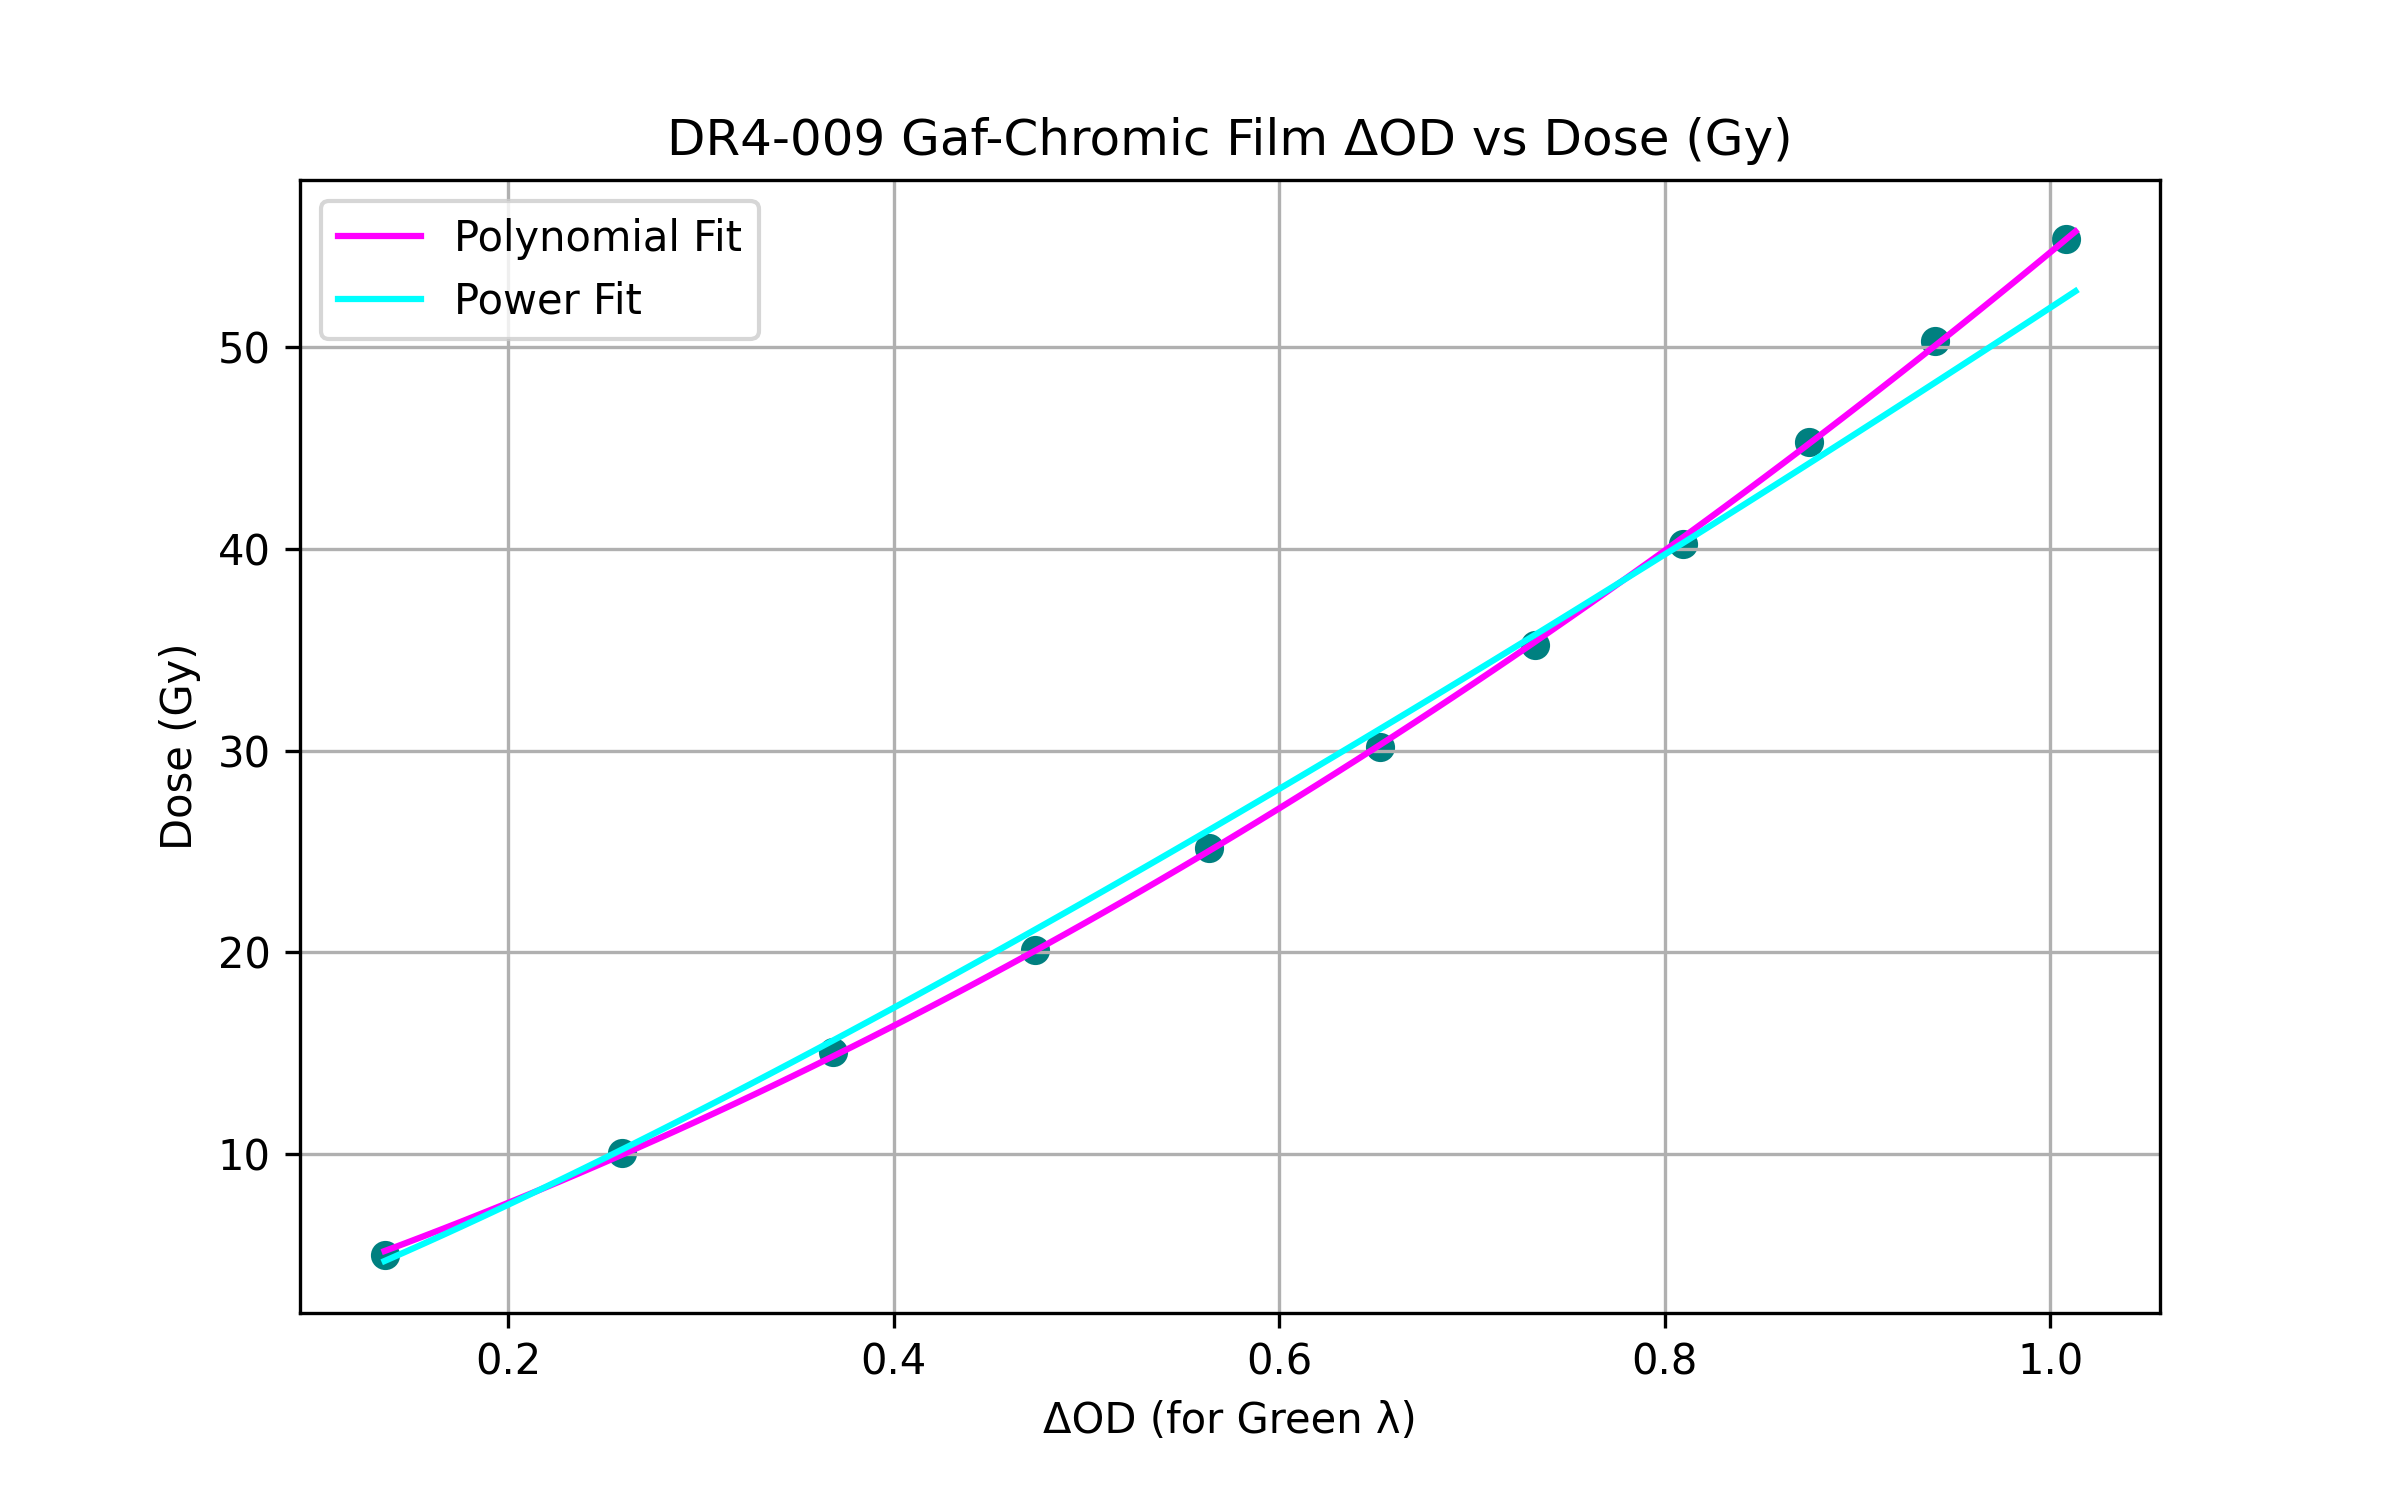 DR4-009 Gaf-Chromic Film ΔOD vs Dose (Gy)
Polynomial Fit
Power Fit
Dose (Gy)
50
40
30
20
10
0.2
0.4
0.6
0.8
1.0
ΔOD (for Green λ)